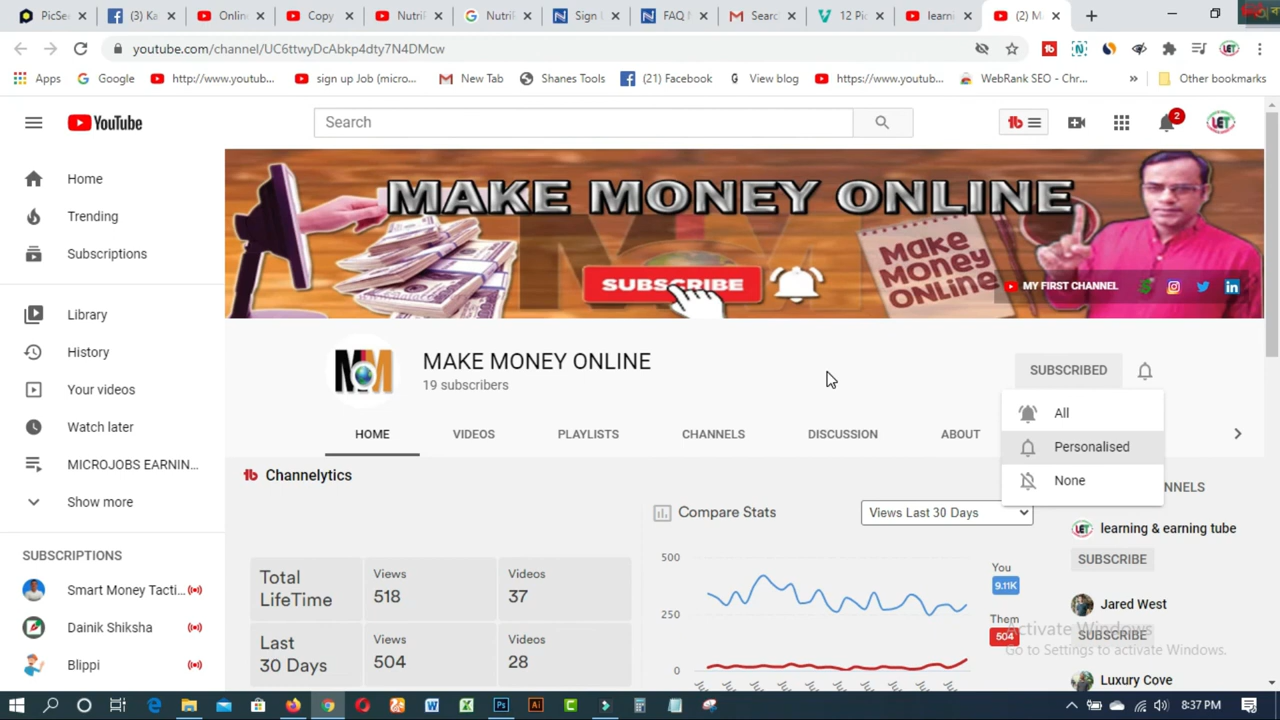 PicSe
(3) Ka
Onlin
Copy
Nutri
Nutril
Sign
FAQ
Searc
12 Pi
learni
(2) M
youtube.com/channel/UC6ttwyDcAbkp4dfy7N4DMcw
Apps
Google
http://www.youtub...
sign up Job (micro...
New Tab
Shanes Tools
(21) Facebook
View blog
https://www.youtub...
WebRank SEO - Chr...
»
Other bookmarks
YouTube
Search
tb
2
LET
Home
Trending
Subscriptions
Library
History
Your videos
Watch later
MICROJOBS EARNIN...
Show more
SUBSCRIPTIONS
Smart Money Tacti...
Dainik Shiksha
Blippi
MAKE MONEY ONLINE
SUBSCRIBE
Make
Money
Online
MY FIRST CHANNEL
MM
MAKE MONEY ONLINE
19 subscribers
SUBSCRIBED
All
Personalised
None
HOME
VIDEOS
PLAYLISTS
CHANNELS
DISCUSSION
ABOUT
tb Channelytics
Total
LifeTime
Views
518
Videos
37
Last
30 Days
Views
504
Videos
28
Compare Stats
Views Last 30 Days
500
250
0
You
9.11K
Them
504
NNELS
LET
learning & earning tube
SUBSCRIBE
Jared West
SUBSCRIBE
Luxury Cove
Activate Windows
Go to Settings to activate Windows.
8:37 PM